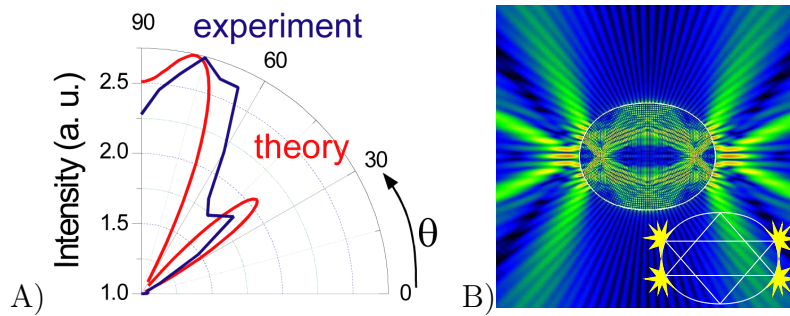 90
experiment
60
2.5
theory
2.0
30
Intensity (a. u.)
1.5
θ
1.0
0
A)
B)